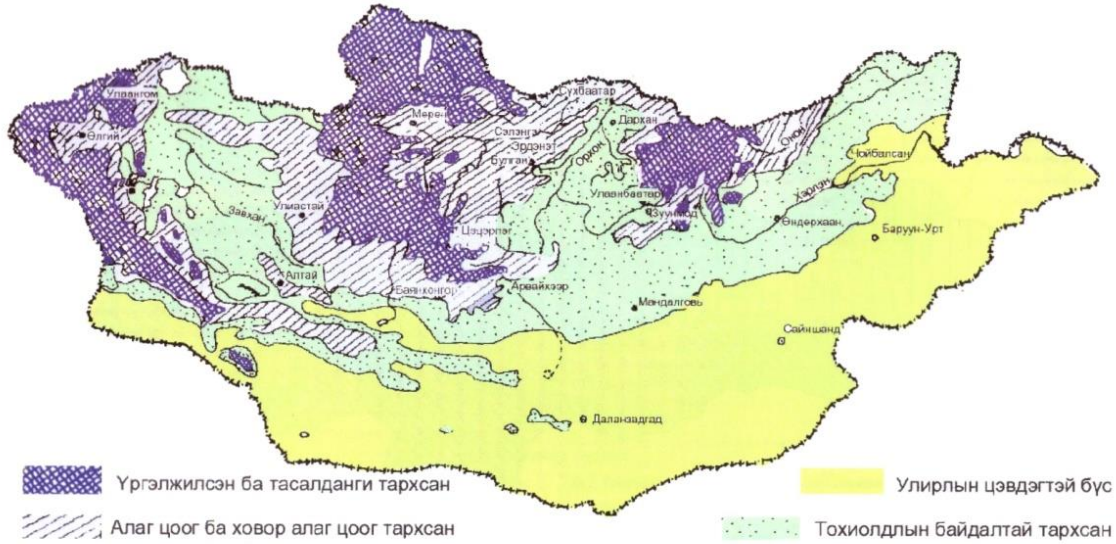 Улаангом
Өлгий
Мөрөн
Сүхбаатар
Дархан
Сэлэнгэ
Эрдэнэт
Булган
Орхон
Онон
Чойбалсан
Хэрлэн
Улаанбаатар
Зуунмод
Өндөрхаан
Баруун-Урт
Улиастай
Завхан
Цэцэрлэг
Алтай
Баянхонгор
Арвайхээр
Мандалговь
Сайншанд
Даланзадгад
Үргэлжилсэн ба тасалданги тархсан
Улирлын цэвдэгтэй бүс
Алаг цоог ба ховор алаг цоог тархсан
Тохиолдлын байдалтай тархсан